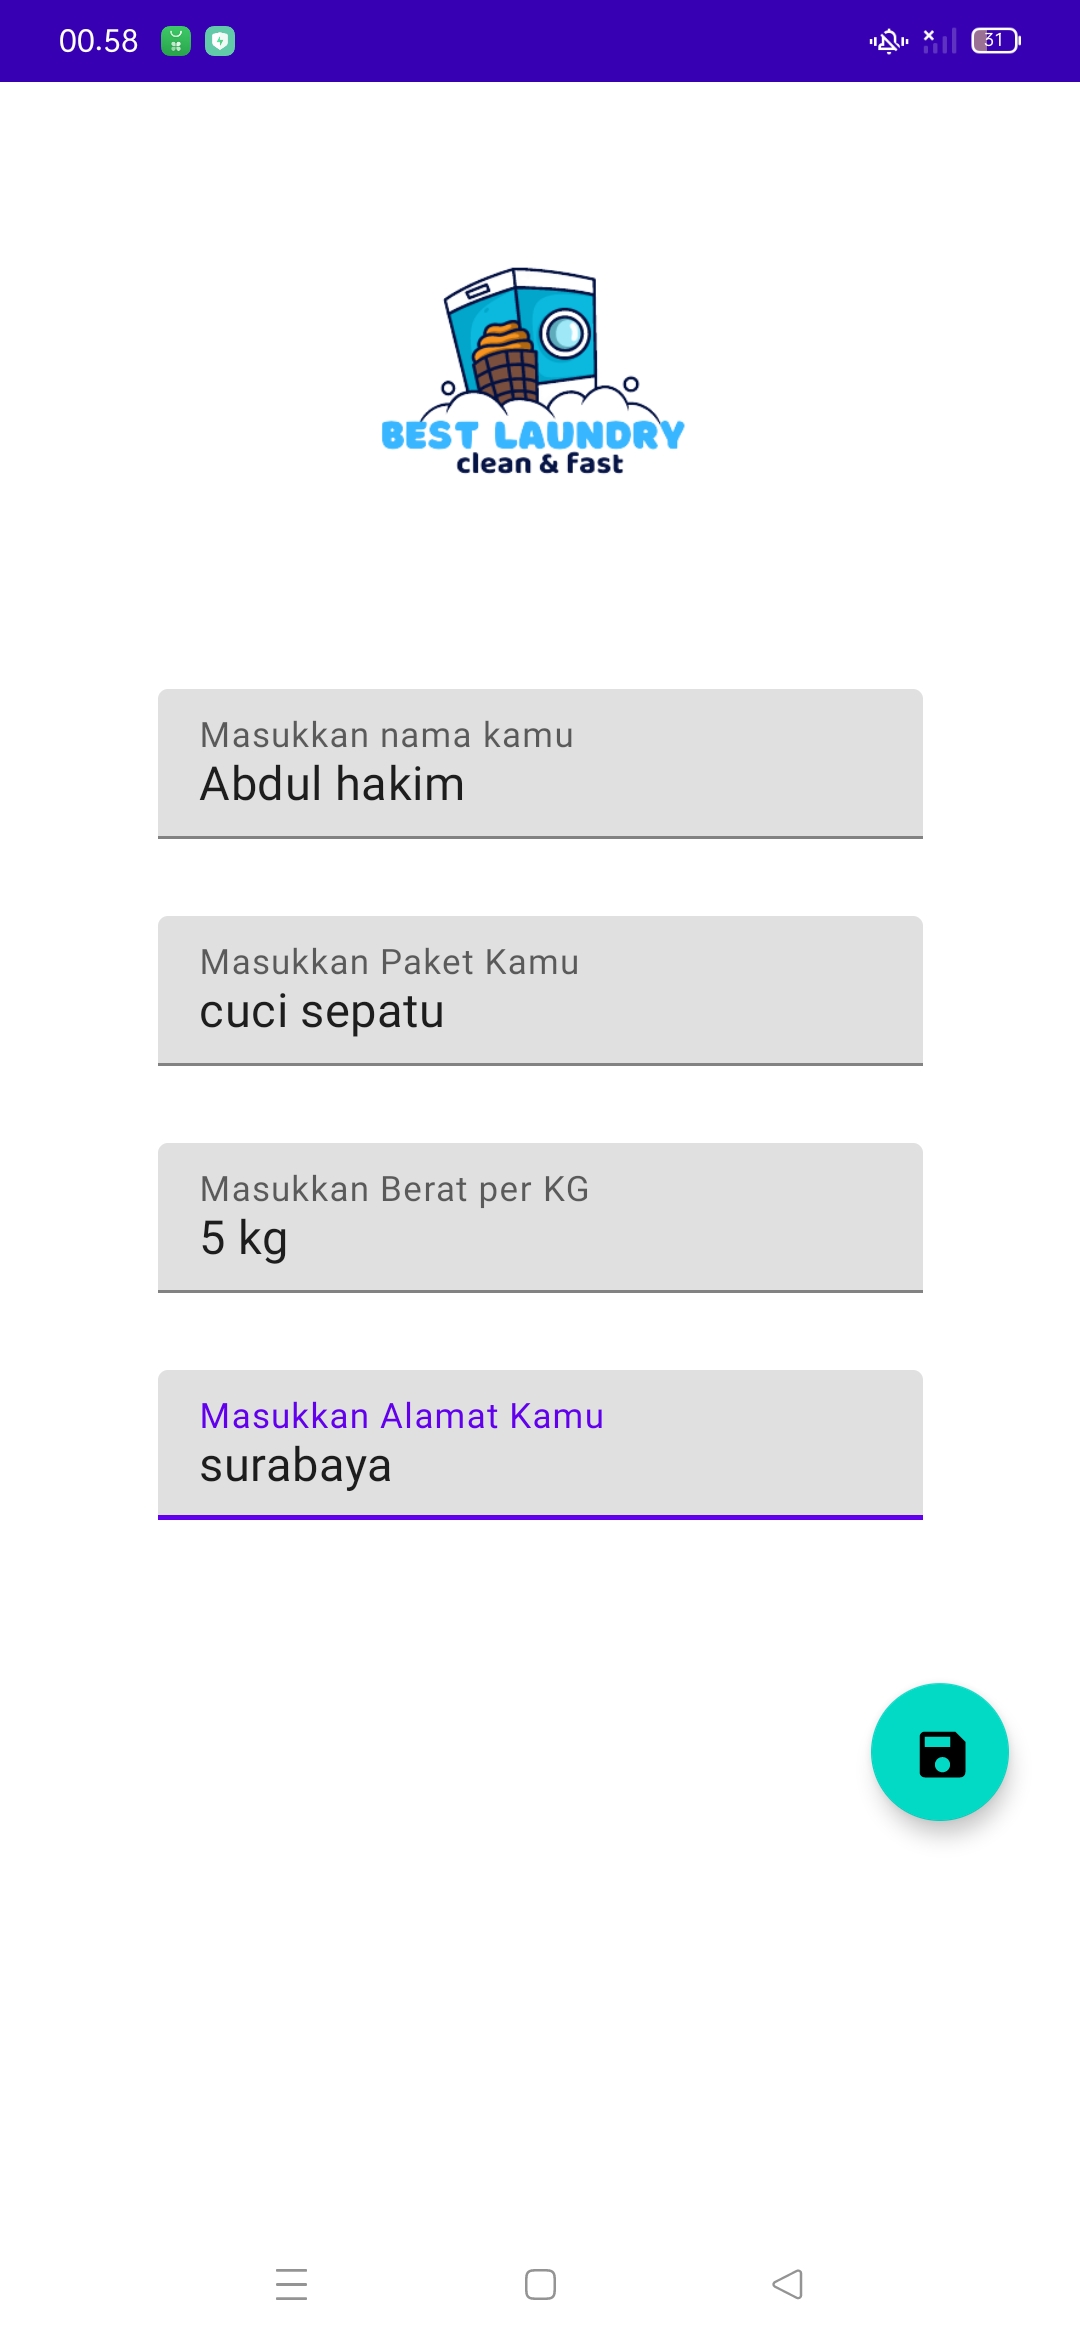 00.58
31
BEST LAUNDRY
clean & fast
Masukkan nama kamu
Abdul hakim
Masukkan Paket Kamu
cuci sepatu
Masukkan Berat per KG
5 kg
Masukkan Alamat Kamu
surabaya